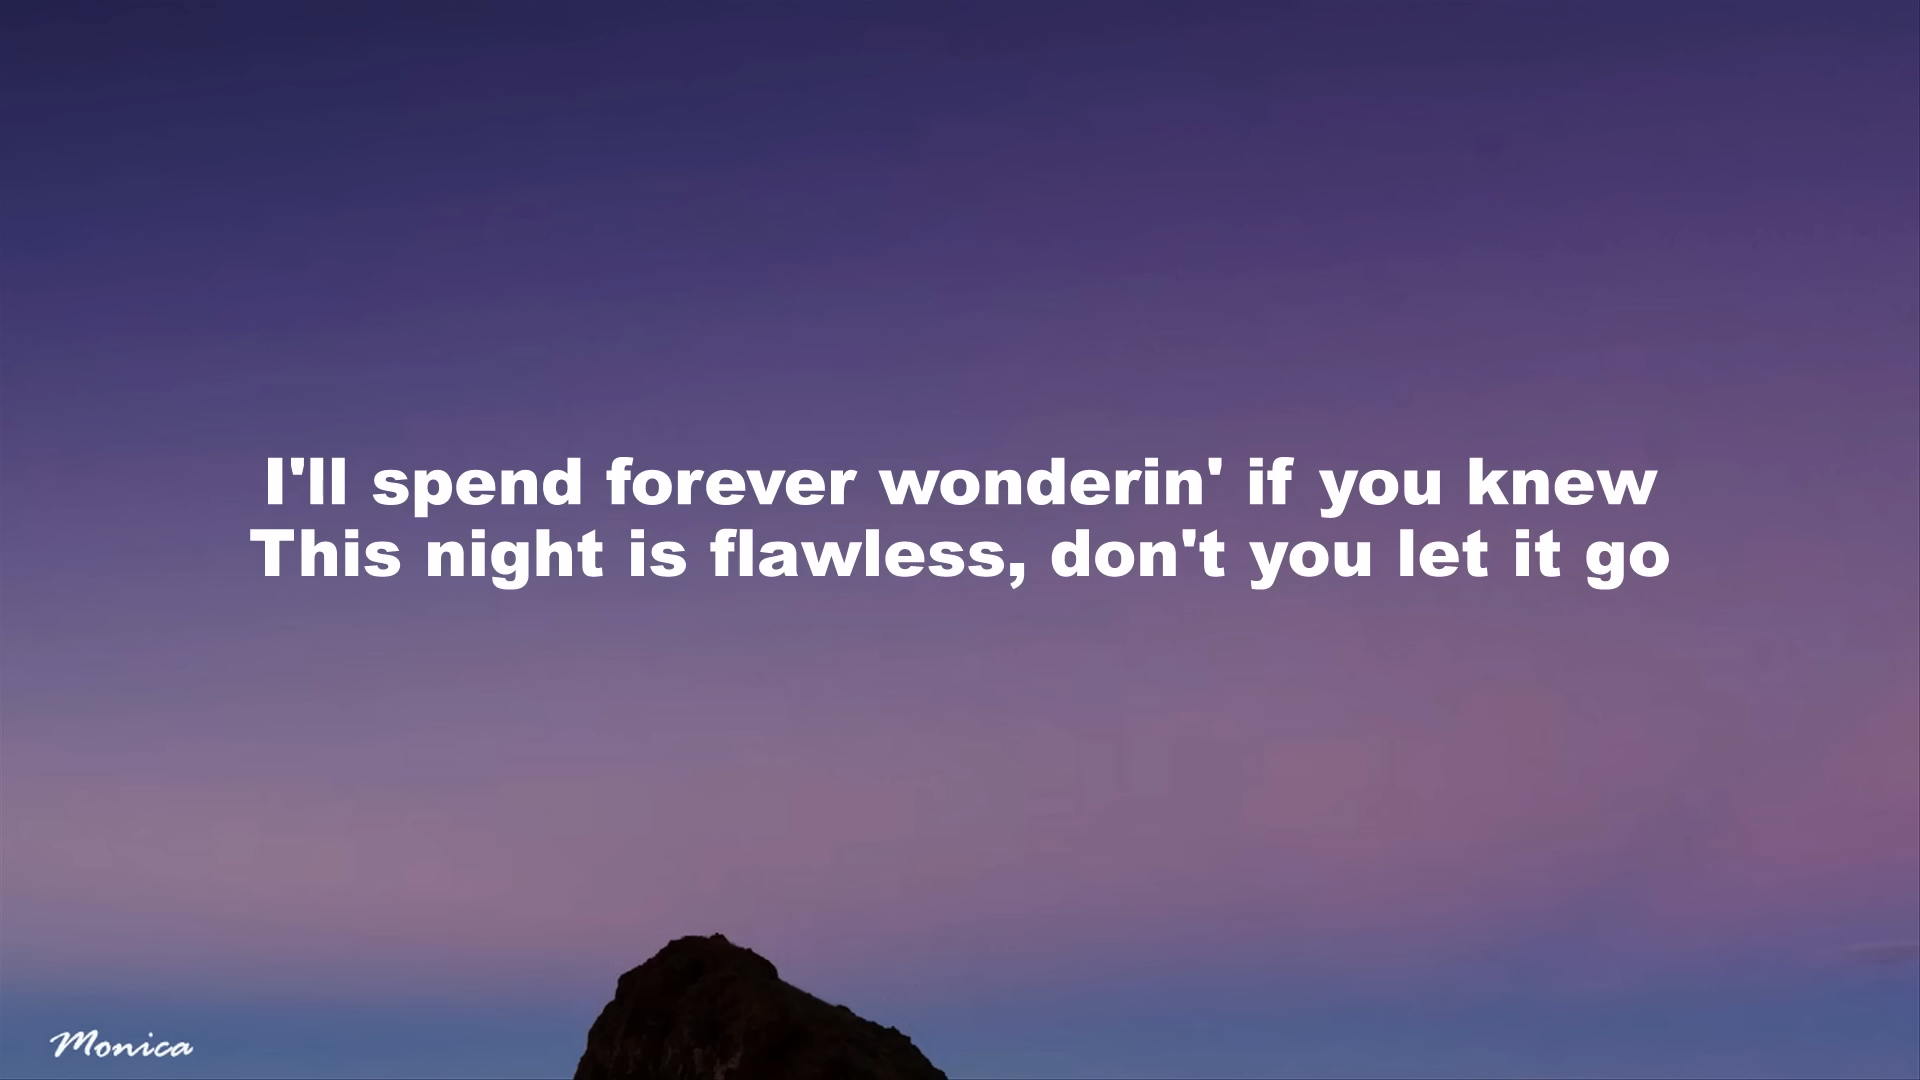 I'll spend forever wonderin' if you knew
This night is flawless, don't you let it go
Monica